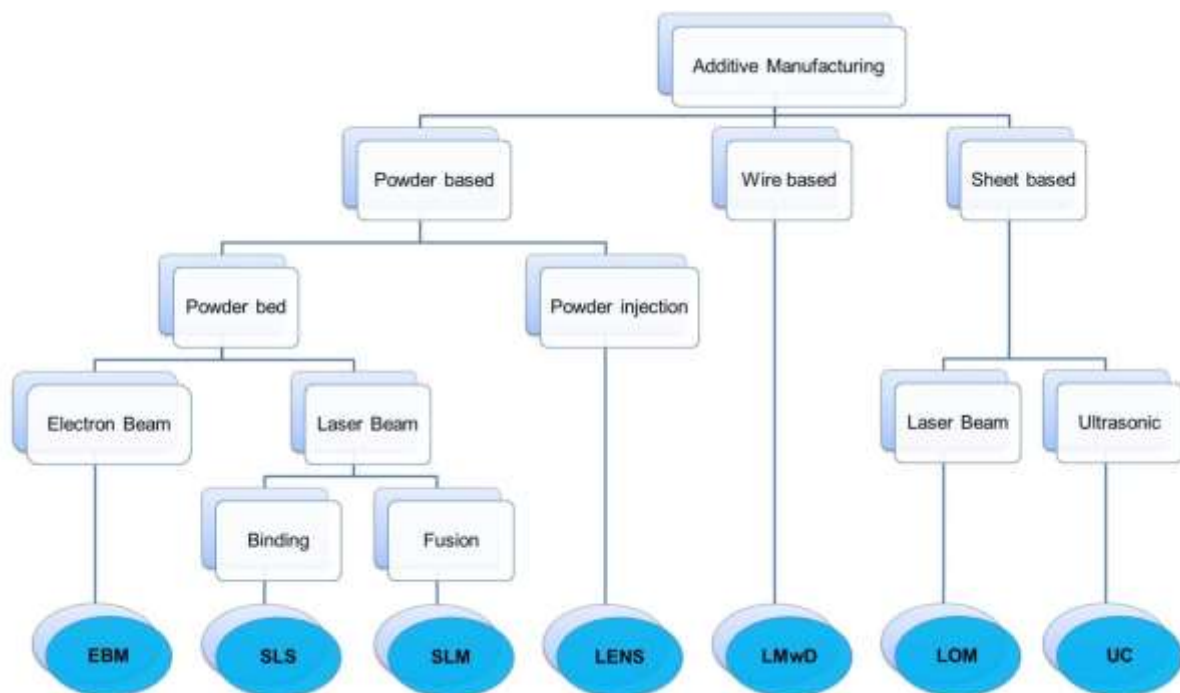 Additive Manufacturing
Powder based
Wire based
Sheet based
Powder bed
Powder injection
Electron Beam
Laser Beam
Laser Beam
Ultrasonic
Binding
Fusion
EBM
SLS
SLM
LENS
LMwD
LOM
UC